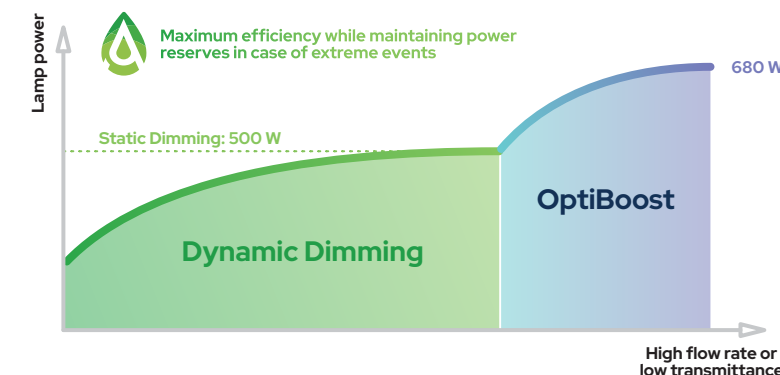 Lamp power
Maximum efficiency while maintaining power
reserves in case of extreme events
680 W
Static Dimming: 500 W
OptiBoost
Dynamic Dimming
High flow rate or
low transmittance